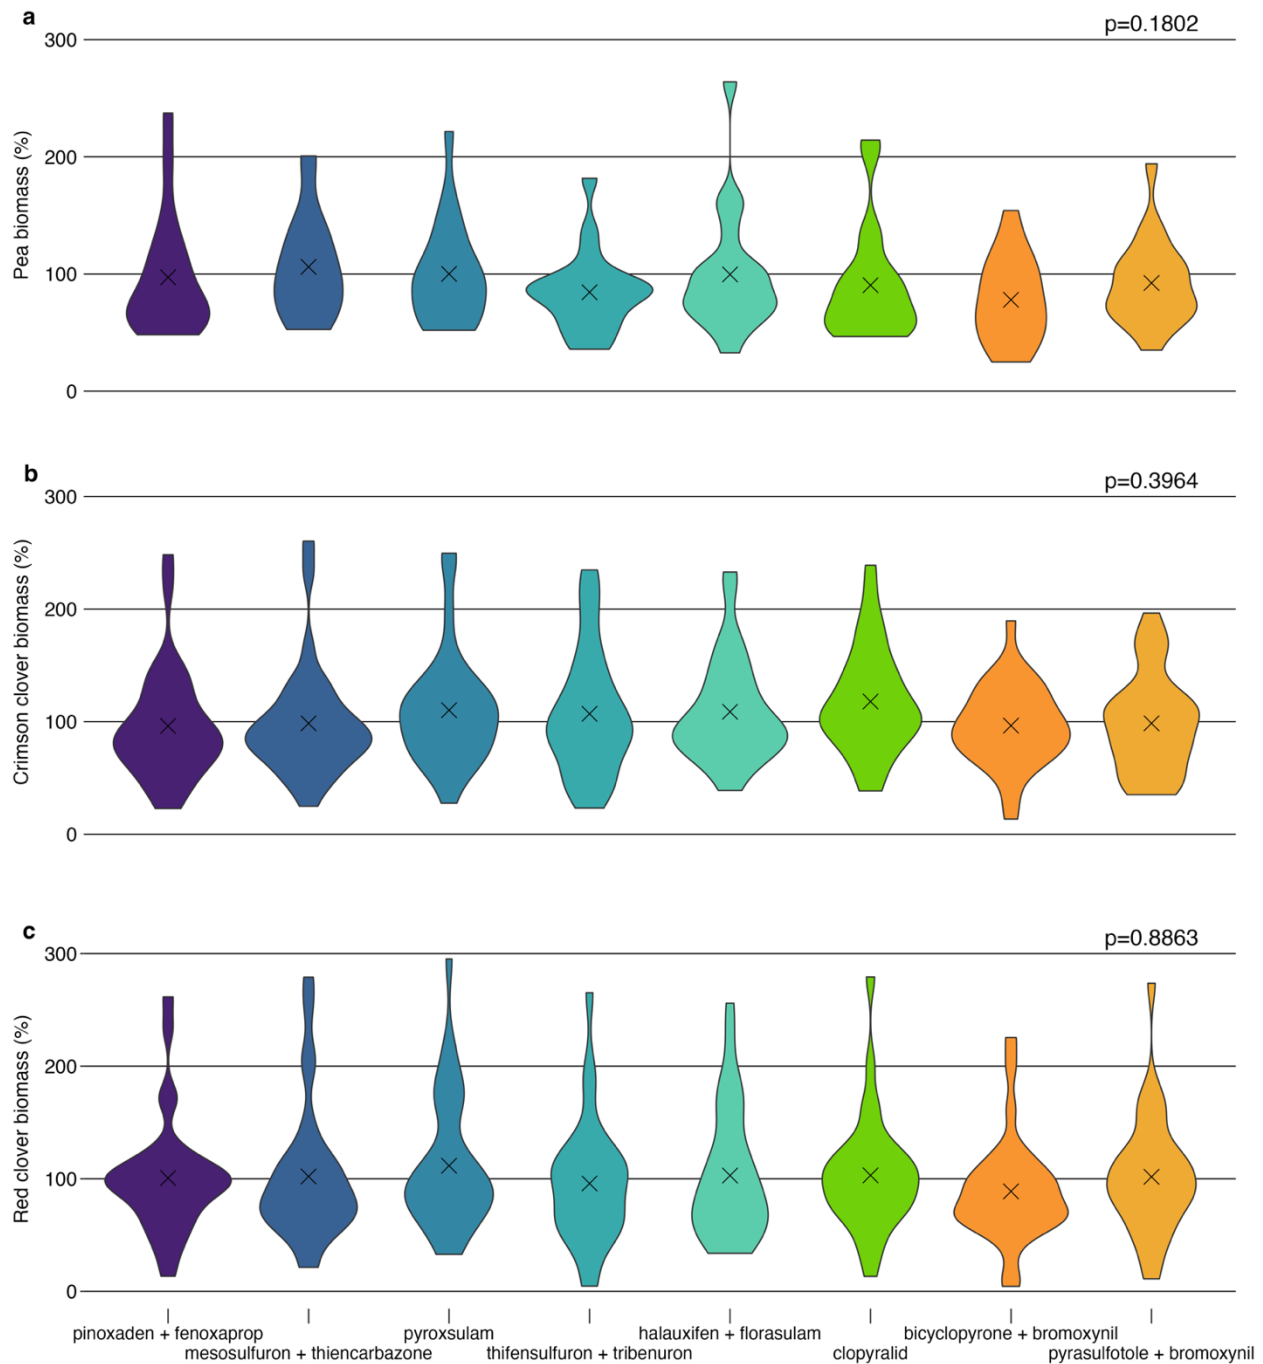 a
p=0.1802
300
200
100
0
Pea biomass (%)
b
p=0.3964
300
200
100
0
Crimson clover biomass (%)
c
p=0.8863
300
200
100
0
Red clover biomass (%)
pinoxaden + fenoxaprop
mesosulfuron + thiencarbazone
pyroxsulam
thifensulfuron + tribenuron
halauxifen + florasulam
clopyralid
bicyclopyrone + bromoxynil
pyrasulfotole + bromoxynil